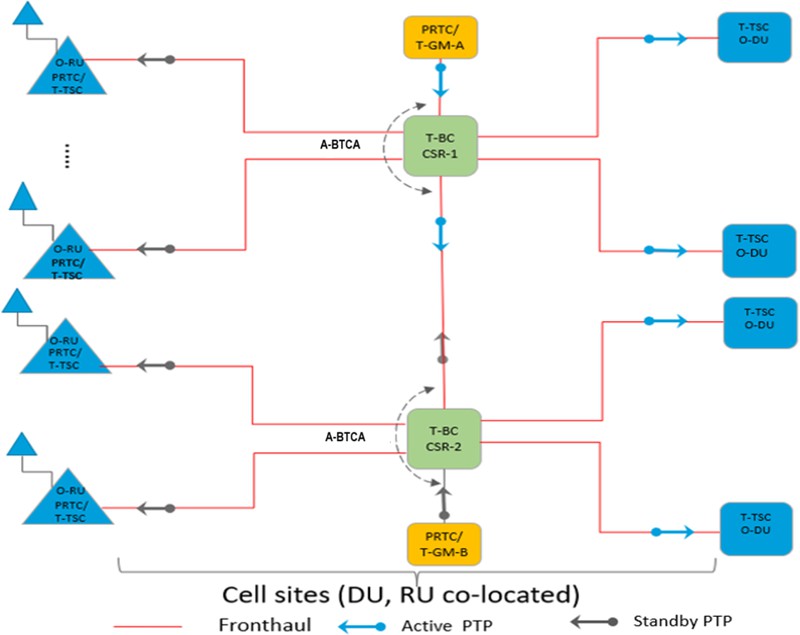 PRTC/
T-GM-A
T-TSC
O-DU
O-RU
PRTC/
T-TSC
A-BTCA
T-BC
CSR-1
O-RU
PRTC/
T-TSC
T-TSC
O-DU
O-RU
PRTC/
T-TSC
T-TSC
O-DU
A-BTCA
T-BC
CSR-2
O-RU
PRTC/
T-TSC
T-TSC
O-DU
PRTC/
T-GM-B
Cell sites (DU, RU co-located)
Fronthaul
Active PTP
Standby PTP